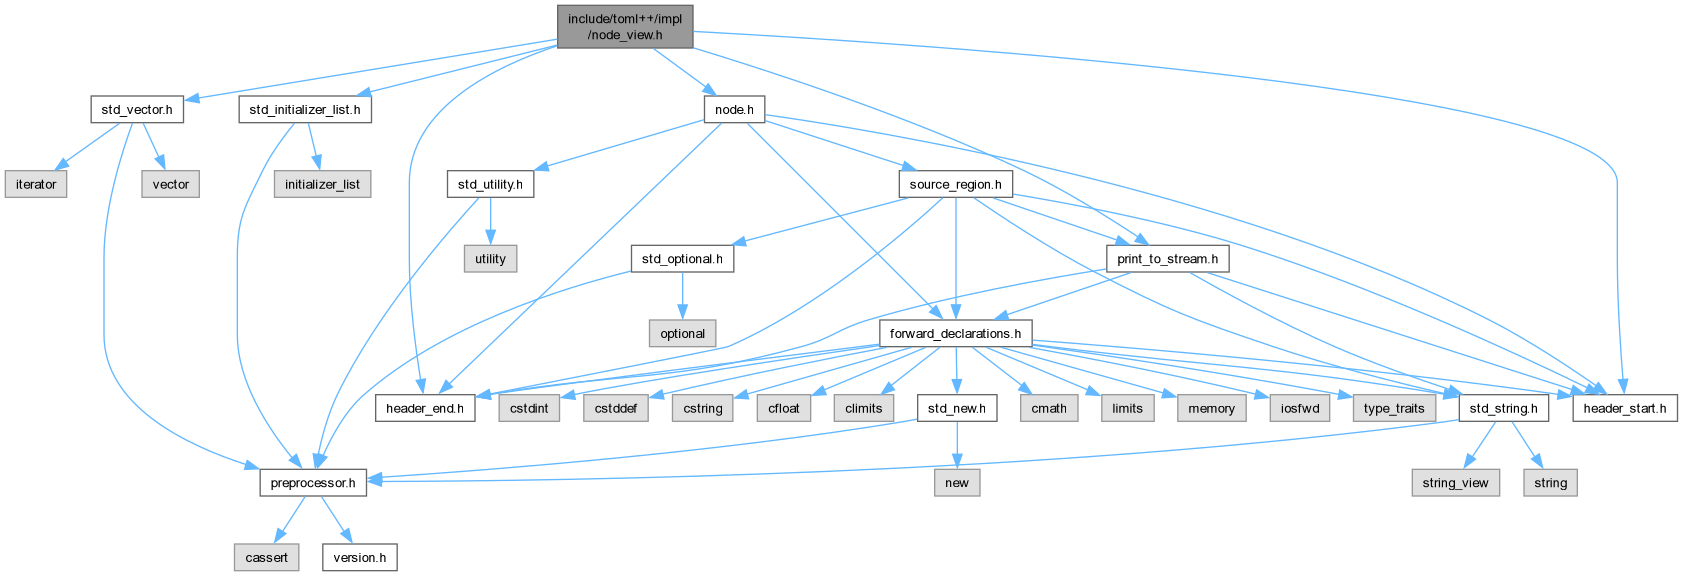 include/toml++/impl
/node_view.h
std_vector.h
std_initializer_list.h
node.h
iterator
vector
initializer_list
std_utility.h
source_region.h
utility
std_optional.h
print_to_stream.h
optional
forward_declarations.h
header_end.h
cstdint
cstddef
cstring
cfloat
climits
std_new.h
cmath
limits
memory
iosfwd
type_traits
std_string.h
header_start.h
preprocessor.h
new
string_view
string
cassert
version.h